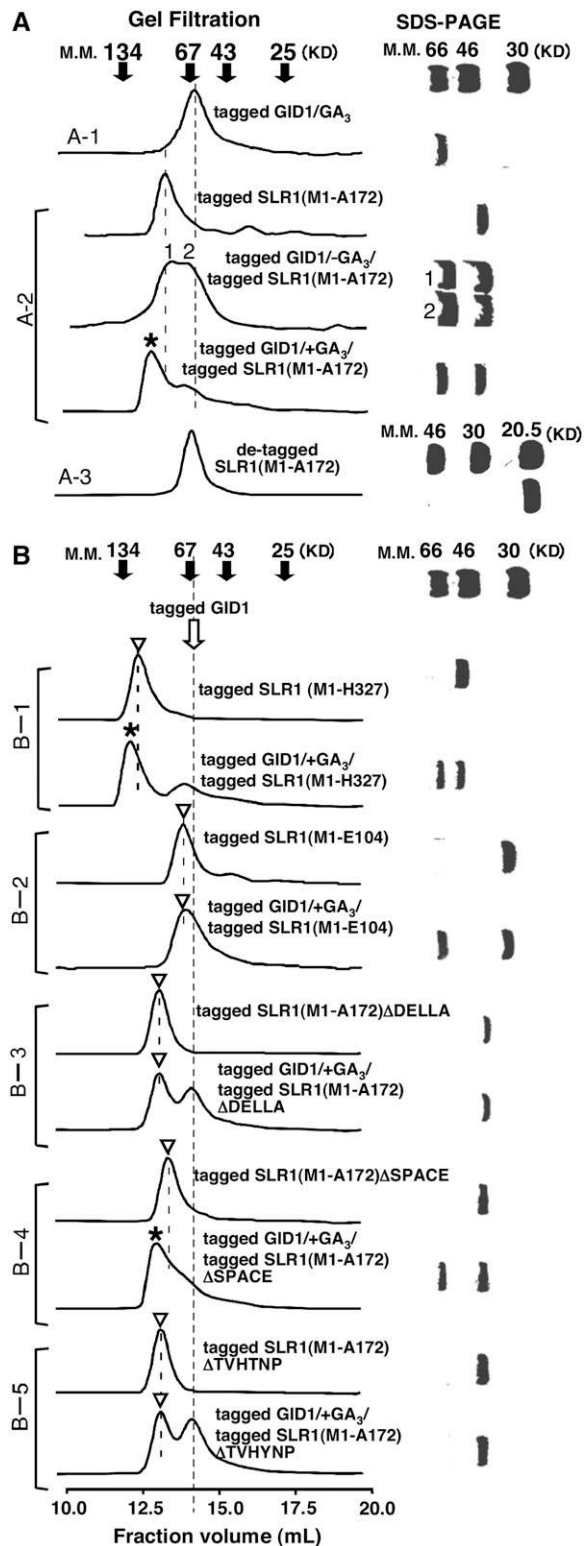 A
Gel Filtration
SDS-PAGE
M.M. 134 67 43 25 (KD)
M.M. 66 46 30 (KD)
A-1
tagged GID1/GA3
A-2
tagged SLR1(M1-A172)
1 2
tagged GID1/-GA3/
tagged SLR1(M1-A172)
1
2
*
tagged GID1/+GA3/
tagged SLR1(M1-A172)
M.M. 46 30 20.5 (KD)
A-3
de-tagged
SLR1(M1-A172)
B
M.M. 134 67 43 25 (KD)
M.M. 66 46 30 (KD)
tagged GID1
B-1
tagged SLR1 (M1-H327)
*
tagged GID1/+GA3/
tagged SLR1(M1-H327)
B-2
tagged SLR1(M1-E104)
tagged GID1/+GA3/
tagged SLR1(M1-E104)
B-3
tagged SLR1(M1-A172)ΔDELLA
tagged GID1/+GA3/
tagged SLR1(M1-A172)
ΔDELLA
B-4
tagged SLR1(M1-A172)ΔSPACE
*
tagged GID1/+GA3/
tagged SLR1(M1-A172)
ΔSPACE
B-5
tagged SLR1(M1-A172)
ΔTVHTNP
tagged GID1/+GA3/
tagged SLR1(M1-A172)
ΔTVHYNP
10.0 12.5 15.0 17.5 20.0
Fraction volume (mL)